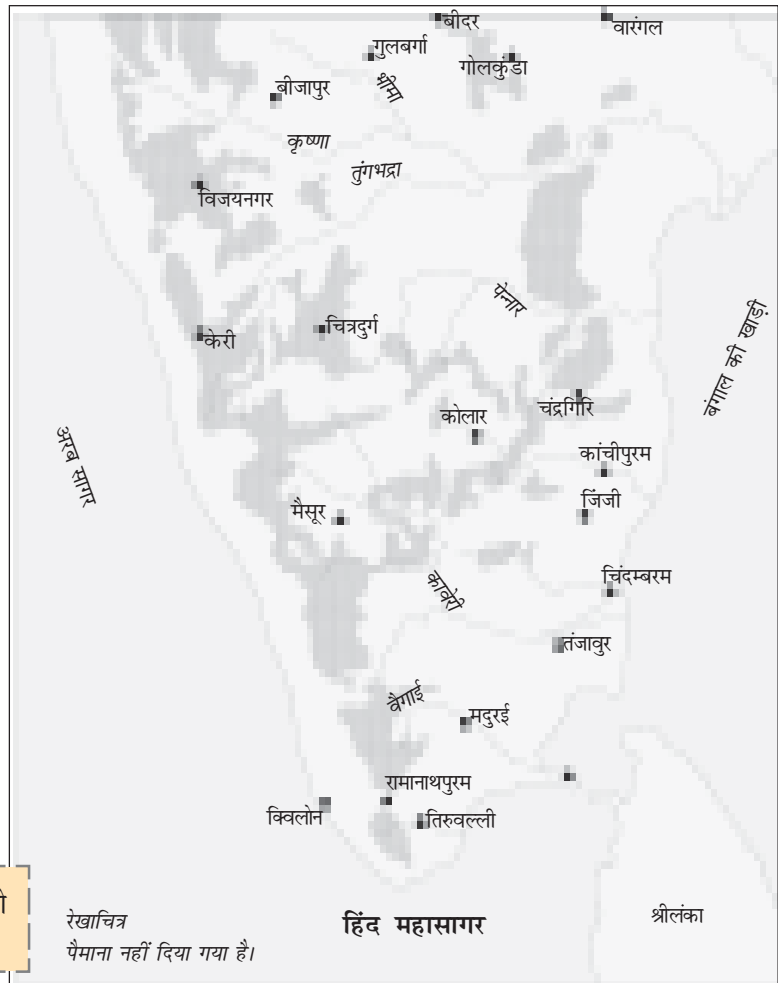 बीदर
वारंगल
गुलबर्गा
गोलकुंडा
बीजापुर
भीमा
कृष्णा
तुंगभद्रा
विजयनगर
पेन्नार
बंगाल की खाड़ी
चित्रदुर्ग
केरी
चंद्रगिरि
कोलार
अरब सागर
कांचीपुरम
जिंजी
मैसूर
चिंदम्बरम
कावेरी
तंजावुर
वैगाई
मदुरई
रामानाथपुरम
क्विलोन
तिरुवल्ली
श्रीलंका
हिंद महासागर
रेखाचित्र
पैमाना नहीं दिया गया है।